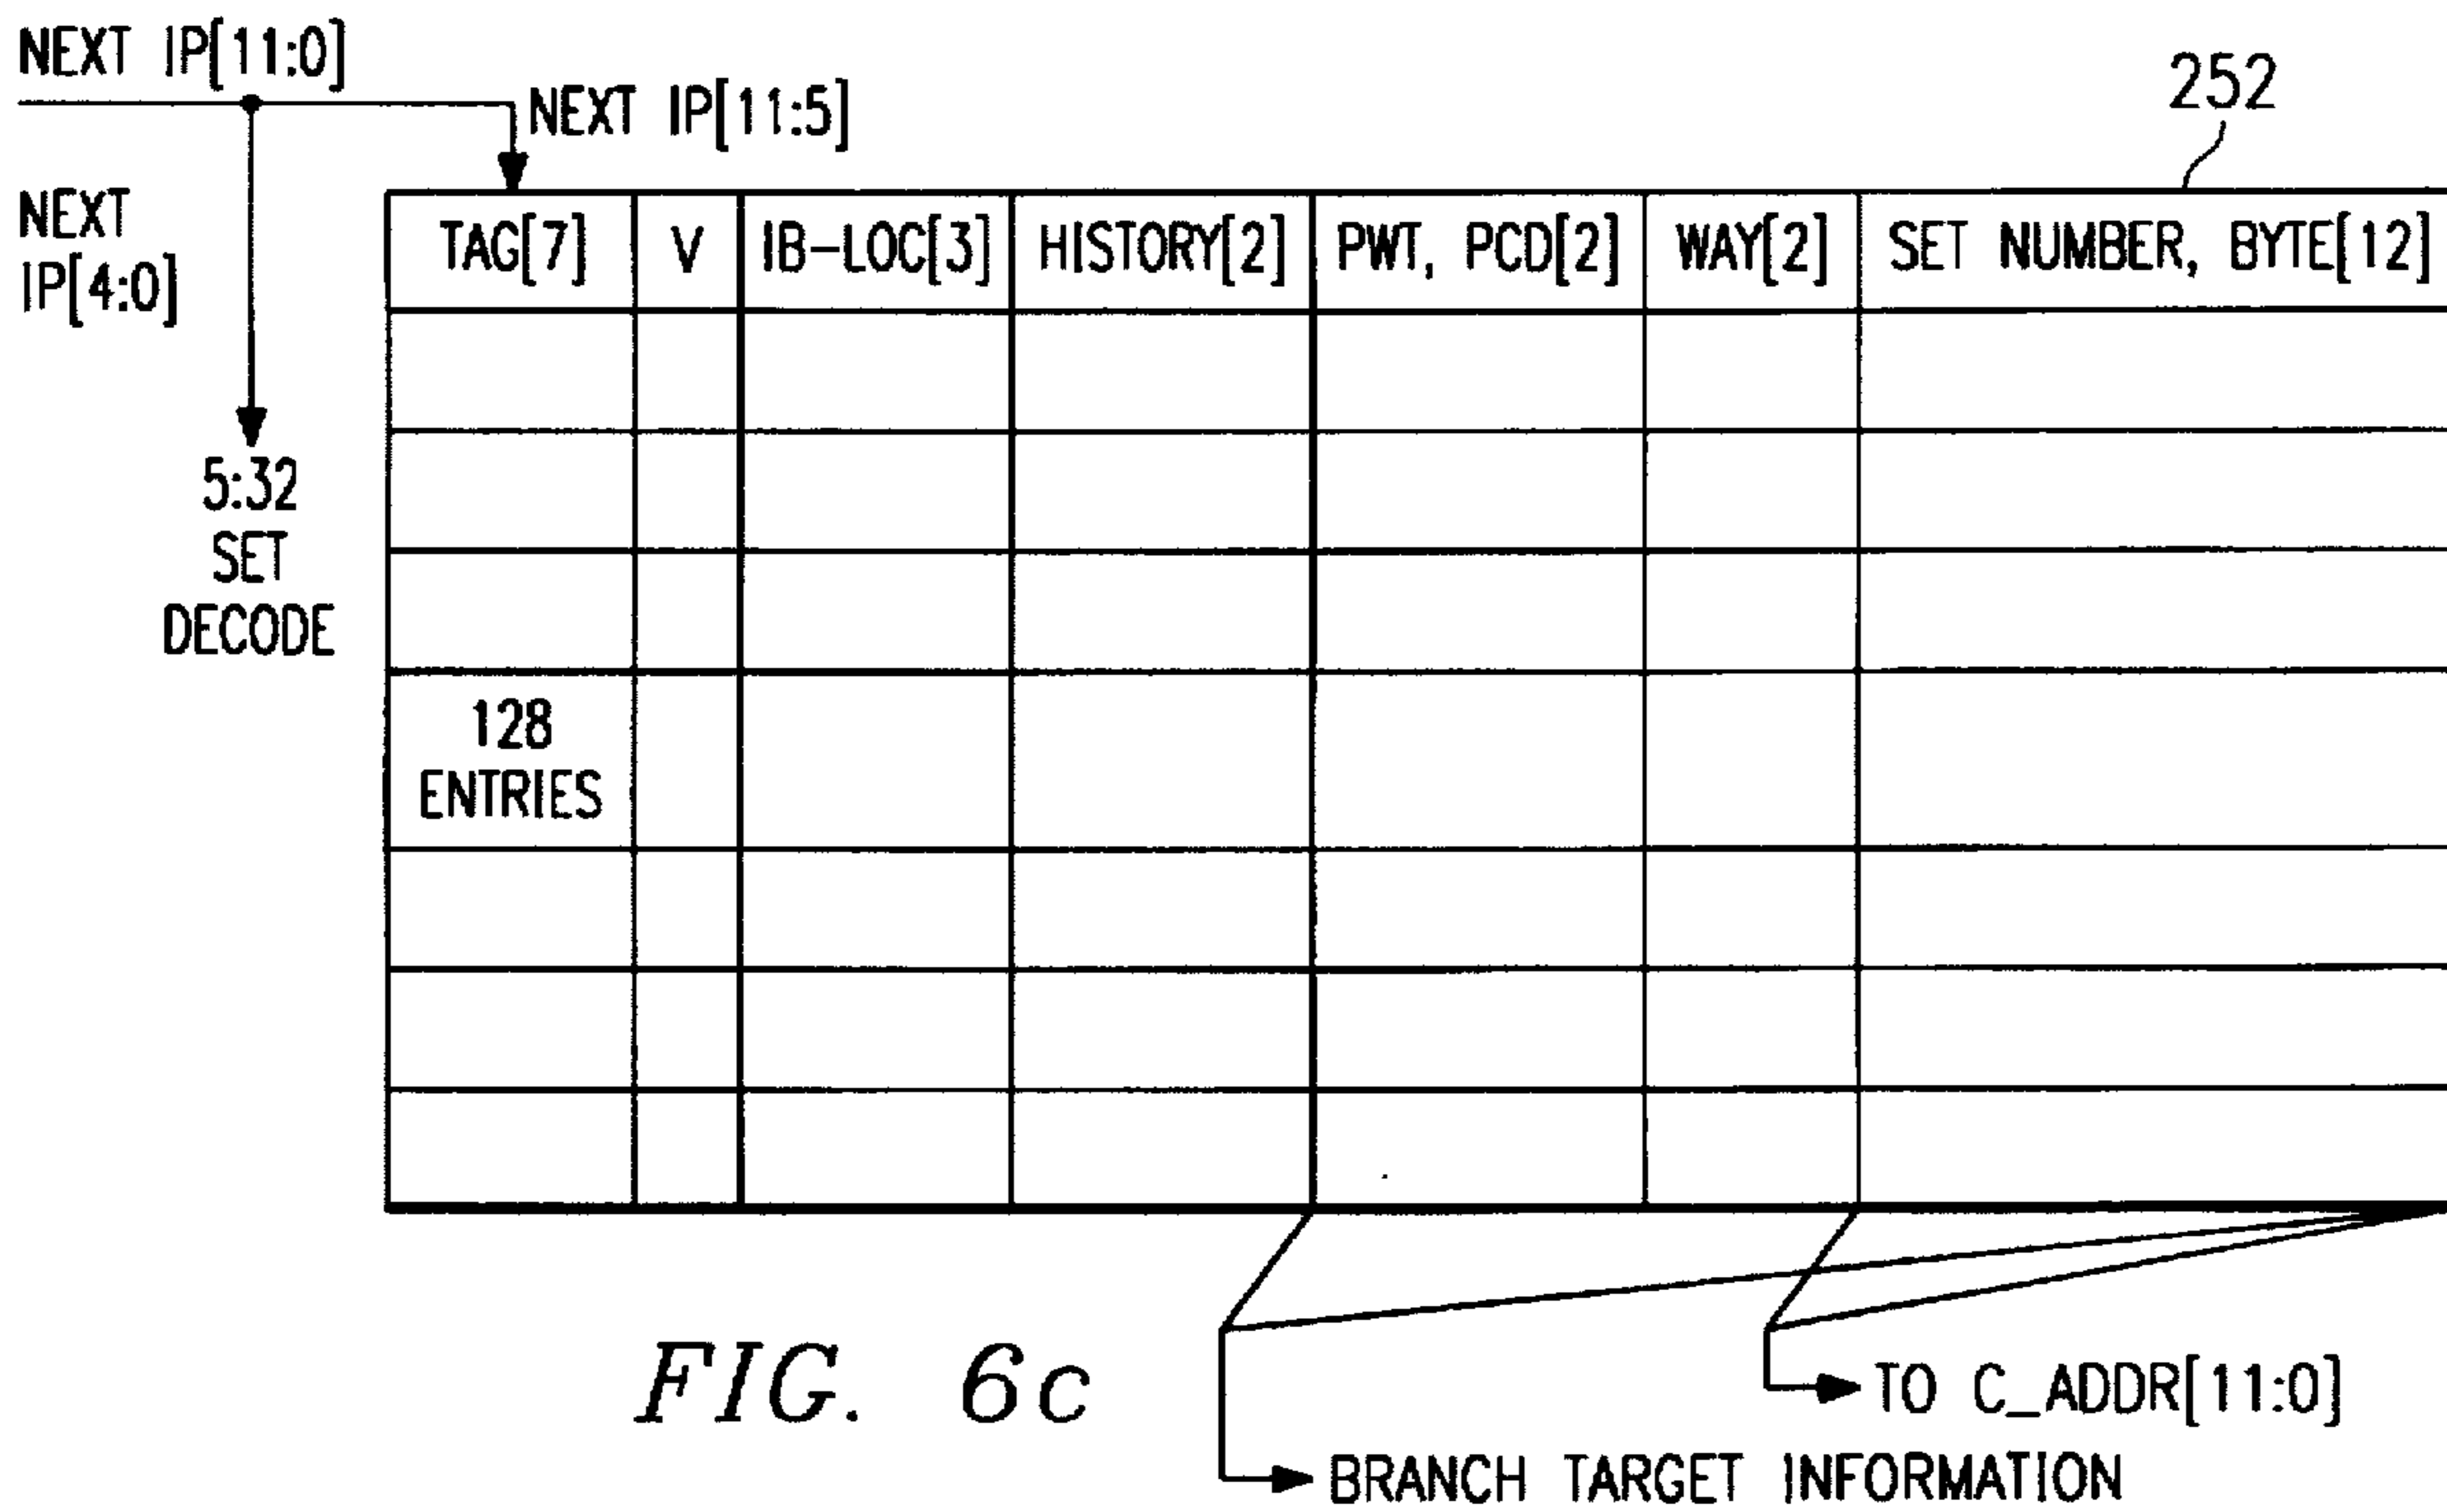 NEXT IP[11:0]
252
NEXT IP[11:5]
NEXT
IP[4:0]
TAG[7] V IB-LOC[3] HISTORY[2] PWT, PCD[2] WAY[2] SET NUMBER, BYTE[12]
5:32
SET
DECODE
128
ENTRIES
FIG. 6c
TO C_ADDR[11:0]
BRANCH TARGET INFORMATION